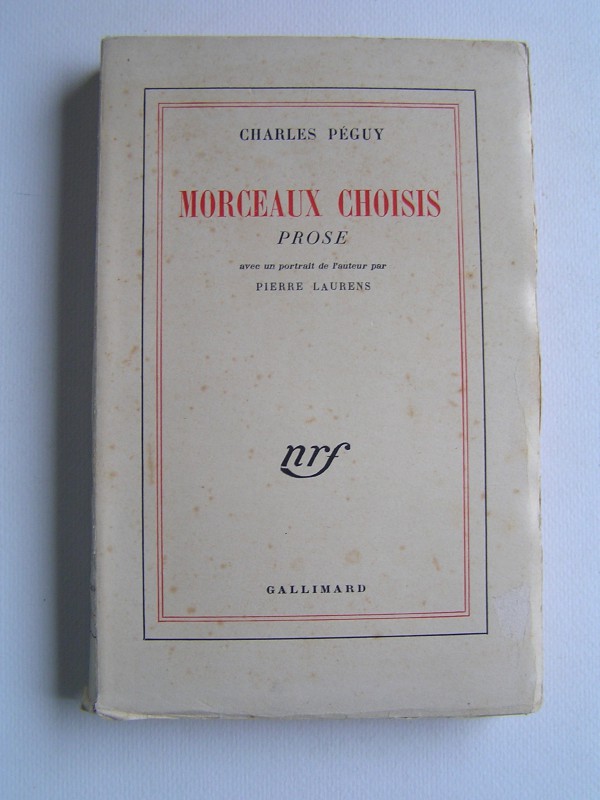 CHARLES PÉGUY
MORCEAUX CHOISIS
PROSE
avec un portrait de l'auteur par
PIERRE LAURENS
nrf
GALLIMARD